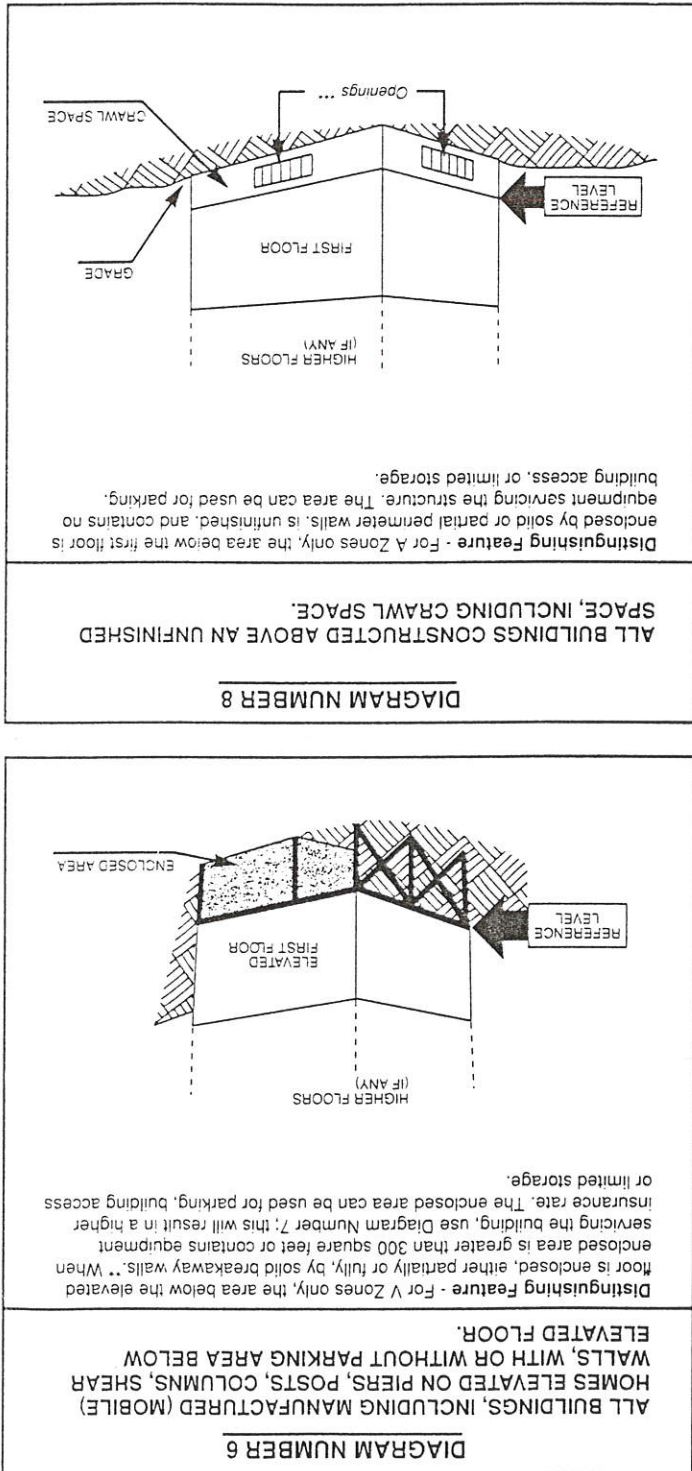 DIAGRAM NUMBER 6
ALL BUILDINGS, INCLUDING MANUFACTURED (MOBILE)
HOMES ELEVATED ON PIERS, POSTS, COLUMNS, SHEAR
WALLS, WITH OR WITHOUT PARKING AREA BELOW
ELEVATED FLOOR.
Distinguishing Feature - For V Zones only, the area below the elevated
floor is enclosed, either partially or fully, by solid breakaway walls.** When
enclosed area is greater than 300 square feet or contains equipment
servicing the building, use Diagram Number 7; this will result in a higher
insurance rate. The enclosed area can be used for parking, building access
or limited storage.
HIGHER FLOORS
(IF ANY)
ELEVATED
FIRST FLOOR
REFERENCE
LEVEL
ENCLOSED AREA
DIAGRAM NUMBER 8
ALL BUILDINGS CONSTRUCTED ABOVE AN UNFINISHED
SPACE, INCLUDING CRAWL SPACE.
Distinguishing Feature - For A Zones only, the area below the first floor is
enclosed by solid or partial perimeter walls, is unfinished, and contains no
equipment servicing the structure. The area can be used for parking,
building access, or limited storage.
HIGHER FLOORS
(IF ANY)
FIRST FLOOR
GRADE
REFERENCE
LEVEL
CRAWL SPACE
Openings ***